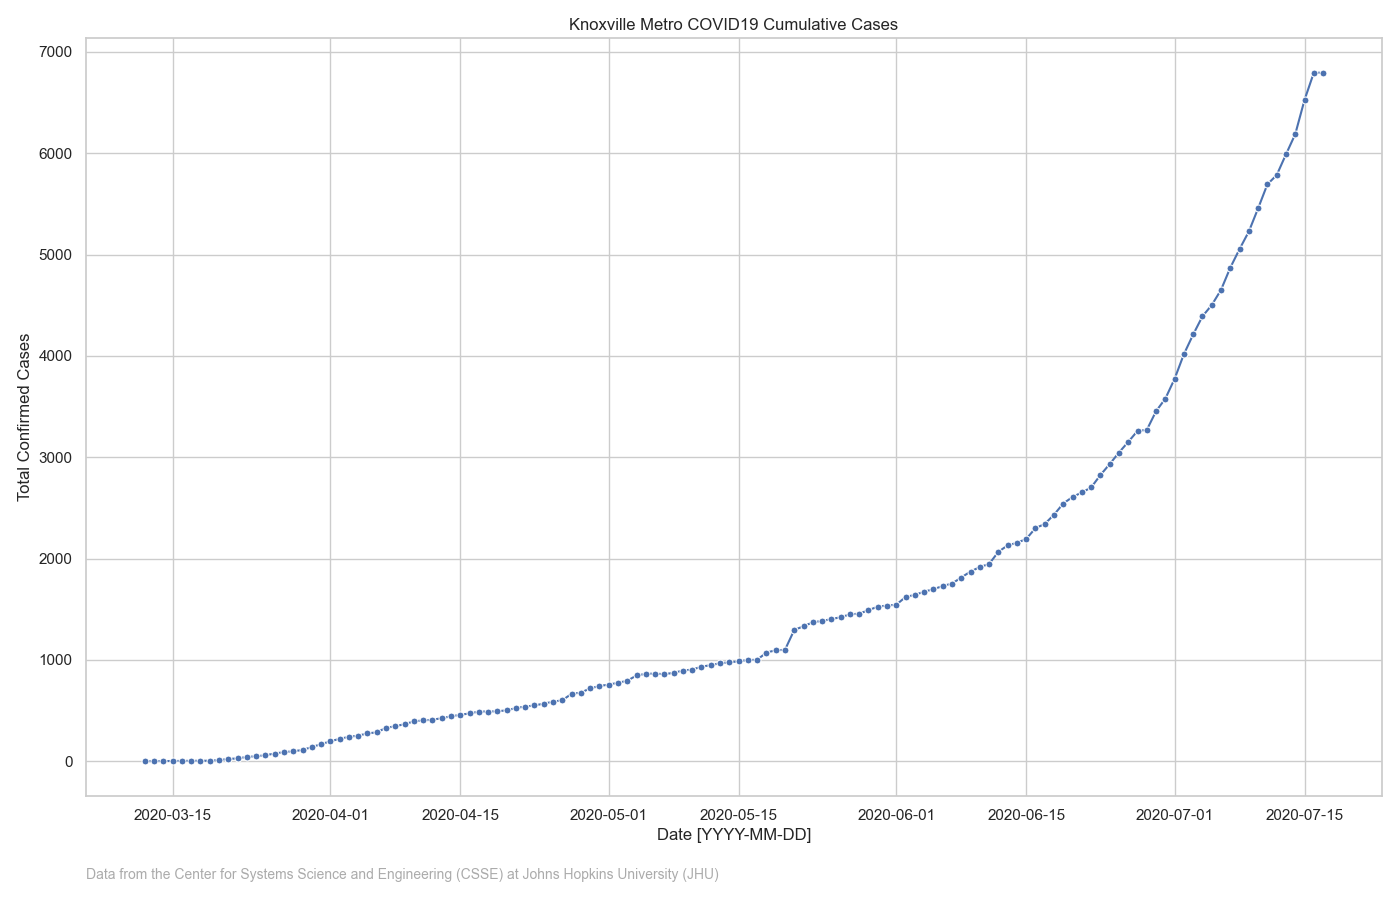 Knoxville Metro COVID19 Cumulative Cases
7000
6000
5000
4000
3000
2000
1000
0
Total Confirmed Cases
2020-03-15 2020-04-01 2020-04-15 2020-05-01 2020-05-15 2020-06-01 2020-06-15 2020-07-01 2020-07-15
Date [YYYY-MM-DD]
Data from the Center for Systems Science and Engineering (CSSE) at Johns Hopkins University (JHU)